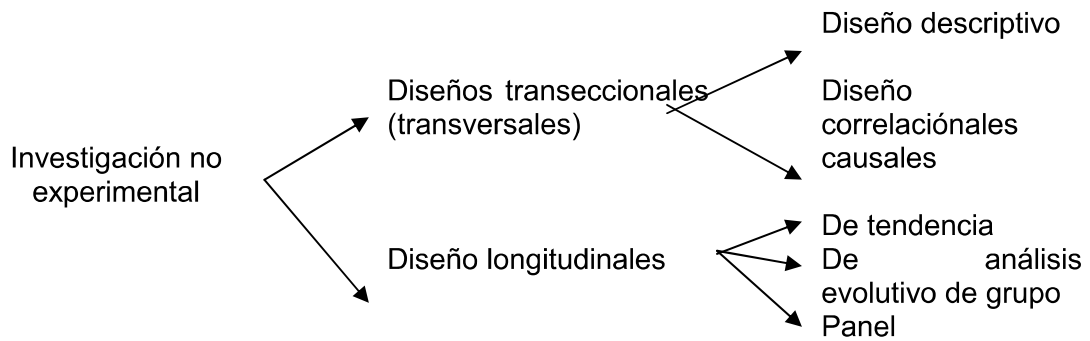 Investigación no
experimental
Diseños transeccionales
(transversales)
Diseño longitudinales
Diseño descriptivo
Diseño
correlaciónales
causales
De tendencia
De análisis
evolutivo de grupo
Panel